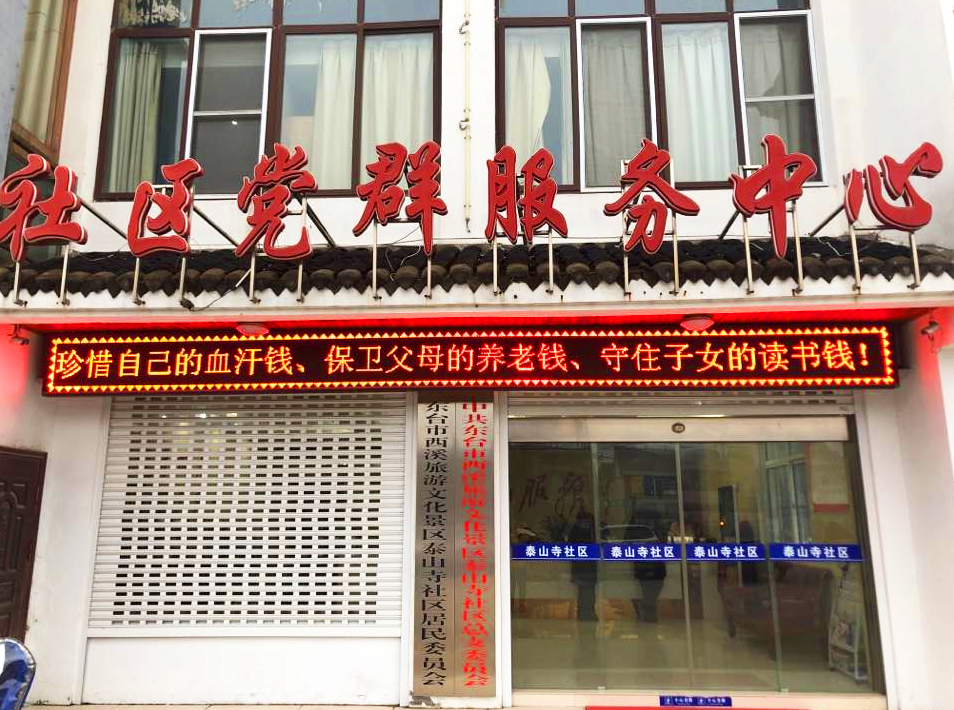 社区党群服务中心
珍惜自己的血汗钱、保卫父母的养老钱、守住子女的读书钱！
中共东台市西溪旅游文化景区泰山寺社区总支委员会
东台市西溪旅游文化景区泰山寺社区居民委员会
服务
泰山寺社区 泰山寺社区 泰山寺社区 泰山寺社区